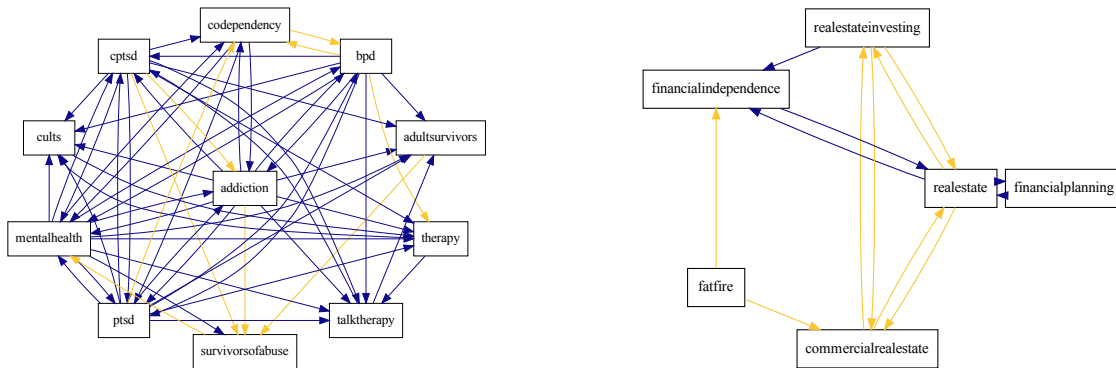 codependency
cptsd
bpd
cults
adultsurvivors
addiction
mentalhealth
therapy
ptsd
talktherapy
survivorsofabuse
realestateinvesting
financialindependence
realestate
financialplanning
fatfire
commercialrealestate